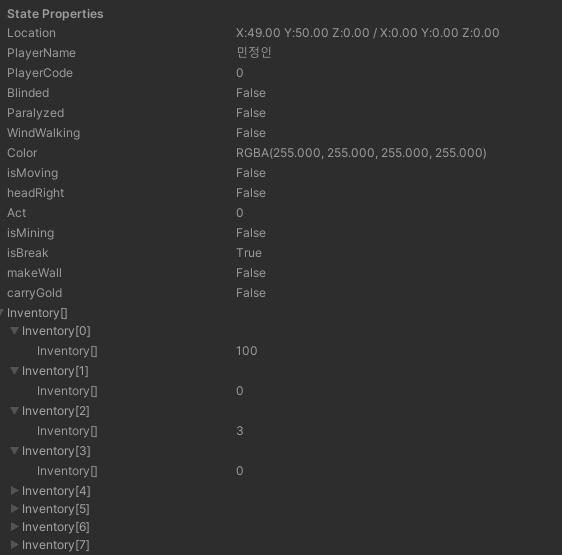 State Properties
Location X:49.00 Y:50.00 Z:0.00 / X:0.00 Y:0.00 Z:0.00
PlayerName 민정인
PlayerCode 0
Blinded False
Paralyzed False
WindWalking False
Color RGBA(255.000, 255.000, 255.000, 255.000)
isMoving False
headRight False
Act 0
isMining False
isBreak True
makeWall False
carryGold False
Inventory[]
Inventory[0]
Inventory[] 100
Inventory[1]
Inventory[] 0
Inventory[2]
Inventory[] 3
Inventory[3]
Inventory[] 0
Inventory[4]
Inventory[5]
Inventory[6]
Inventory[7]